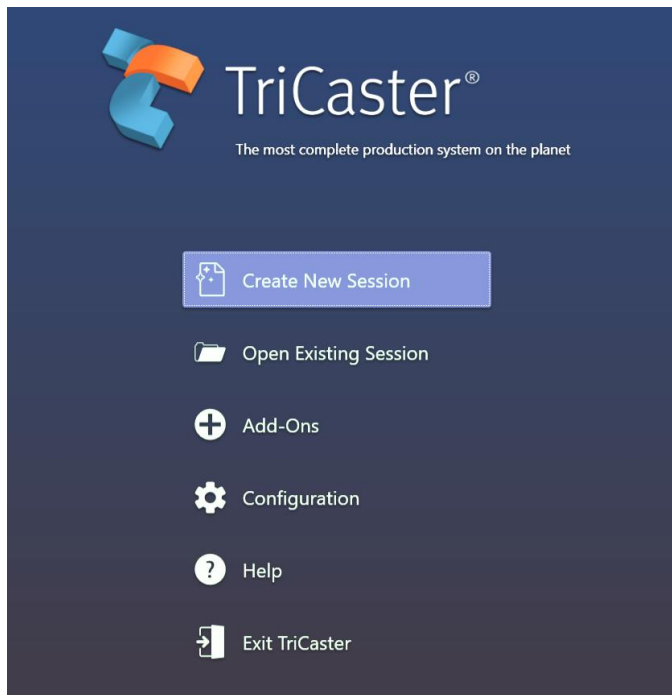 TriCaster®
The most complete production system on the planet
Create New Session
Open Existing Session
Add-Ons
Configuration
Help
Exit TriCaster